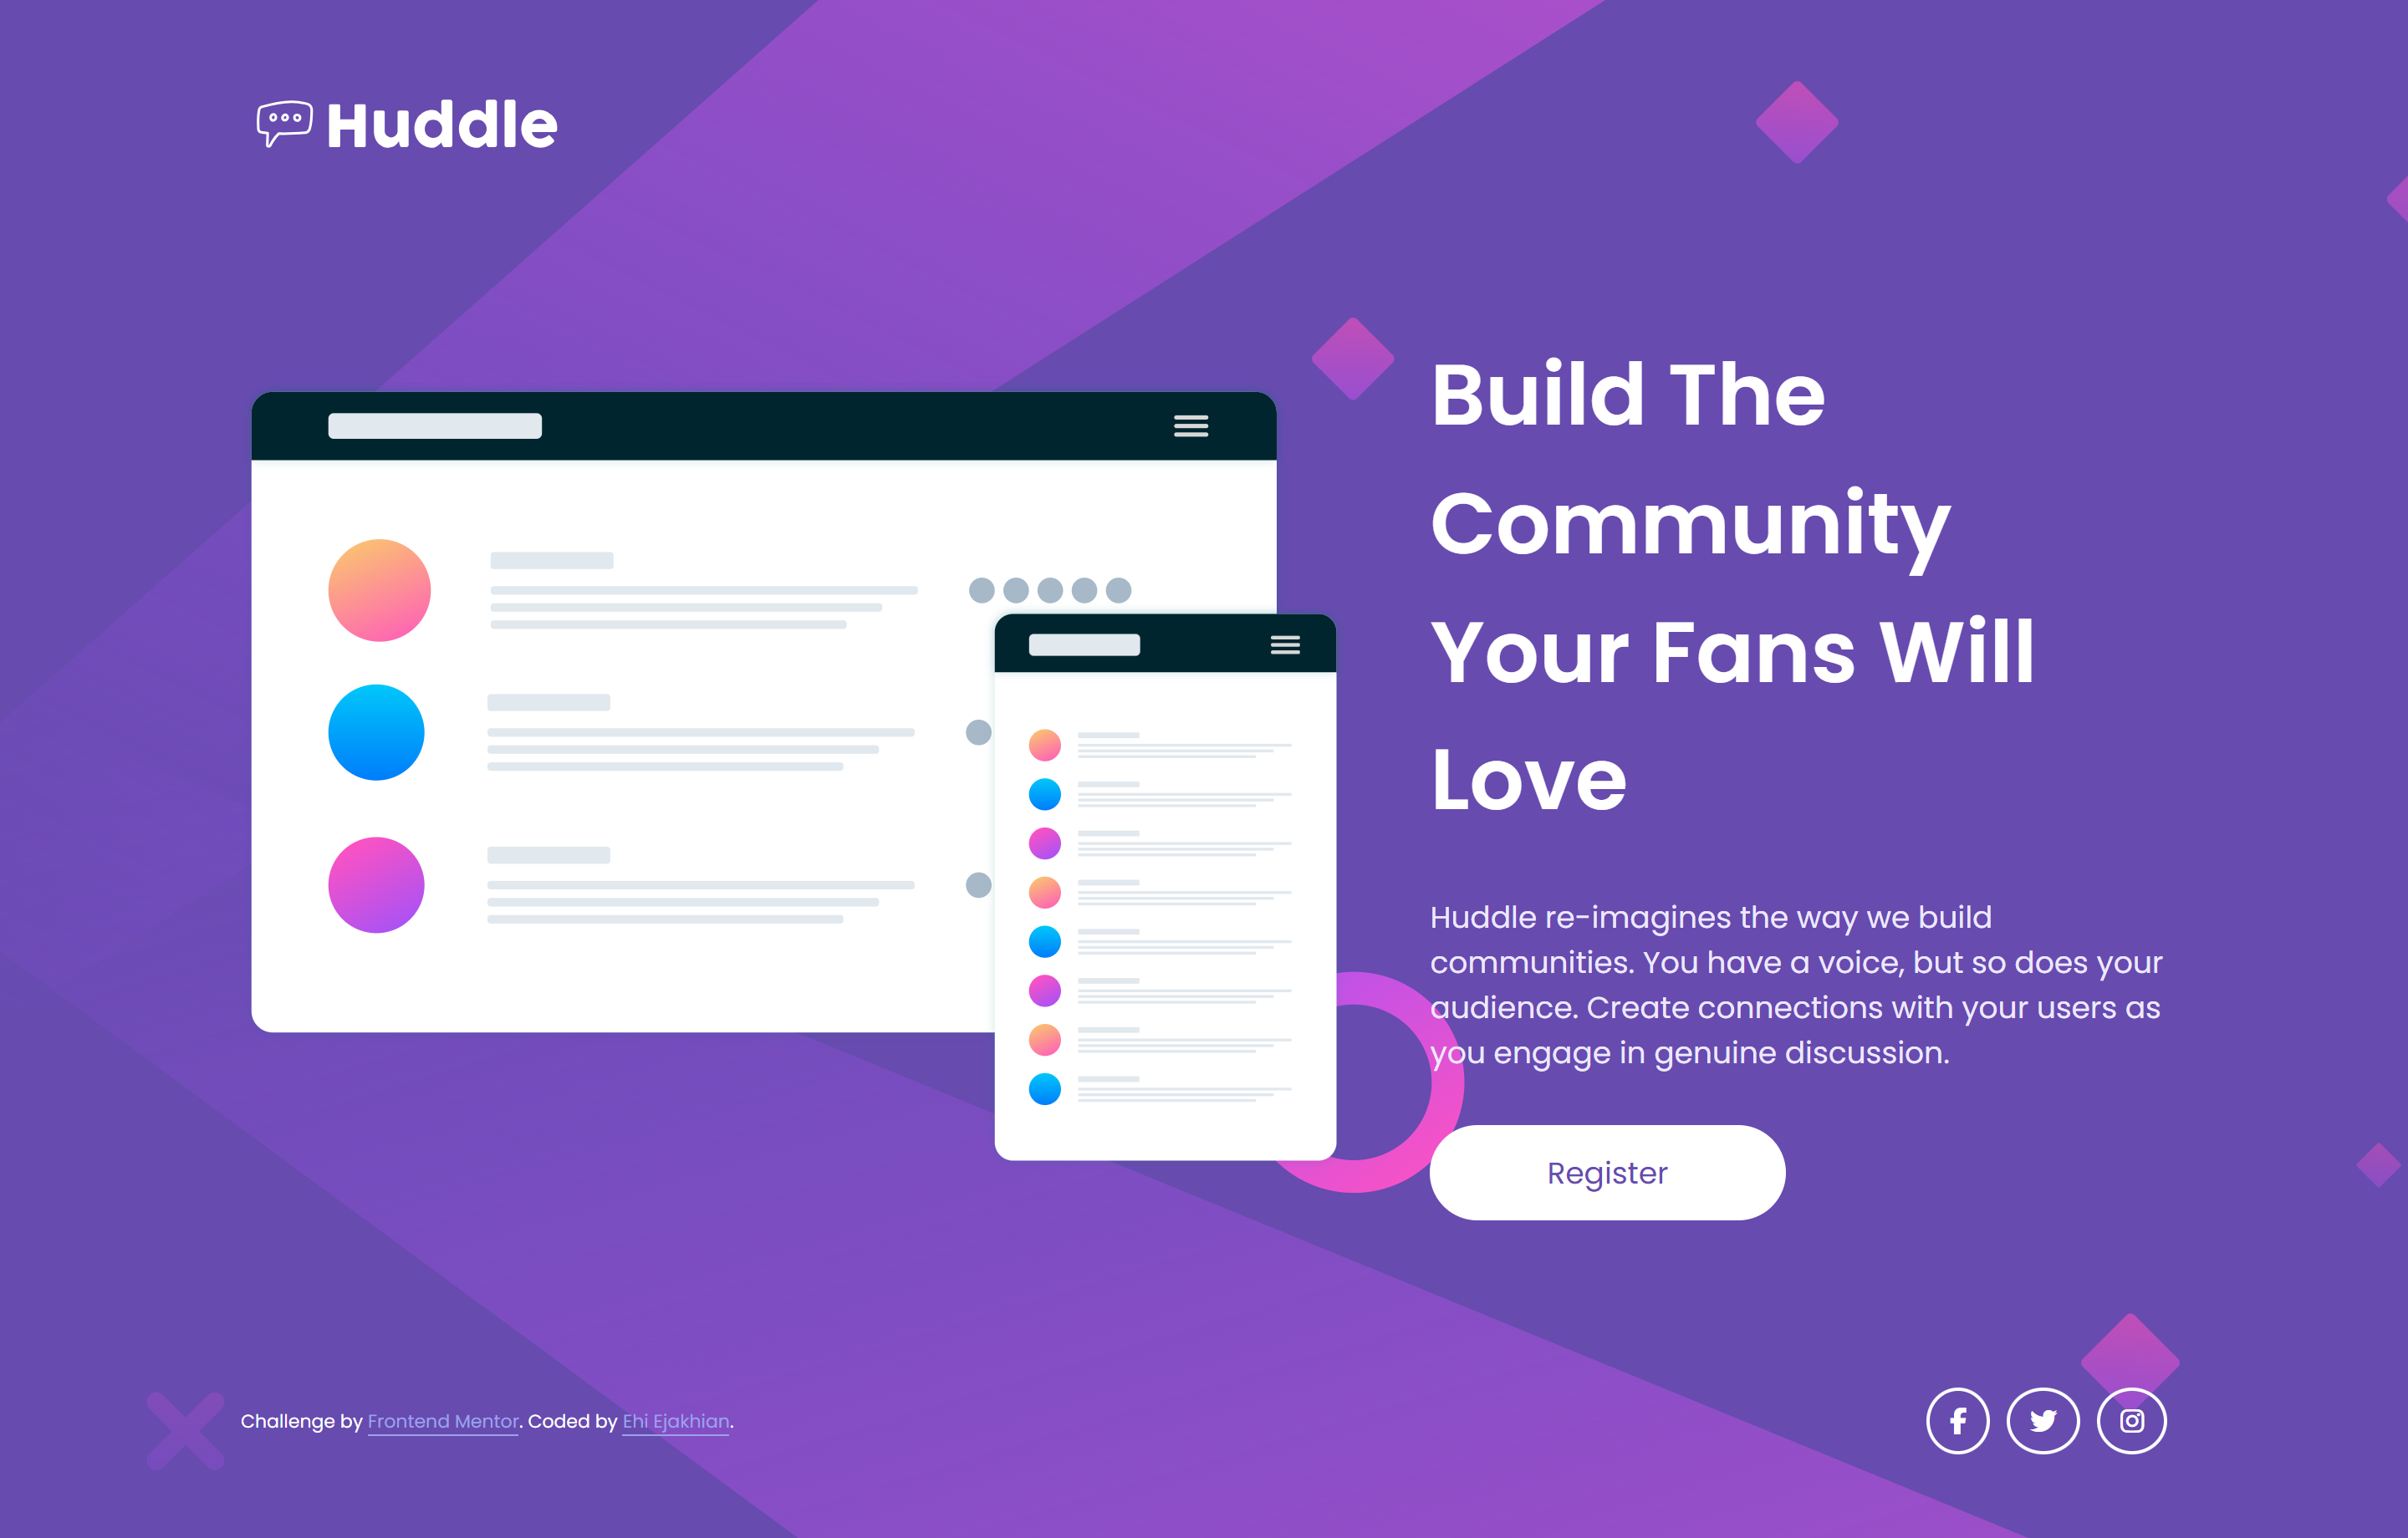 Huddle
Build The
Community
Your Fans Will
Love
Huddle re-imagines the way we build
communities. You have a voice, but so does your
audience. Create connections with your users as
you engage in genuine discussion.
Register
Challenge by Frontend Mentor. Coded by Ehi Ejakhian.